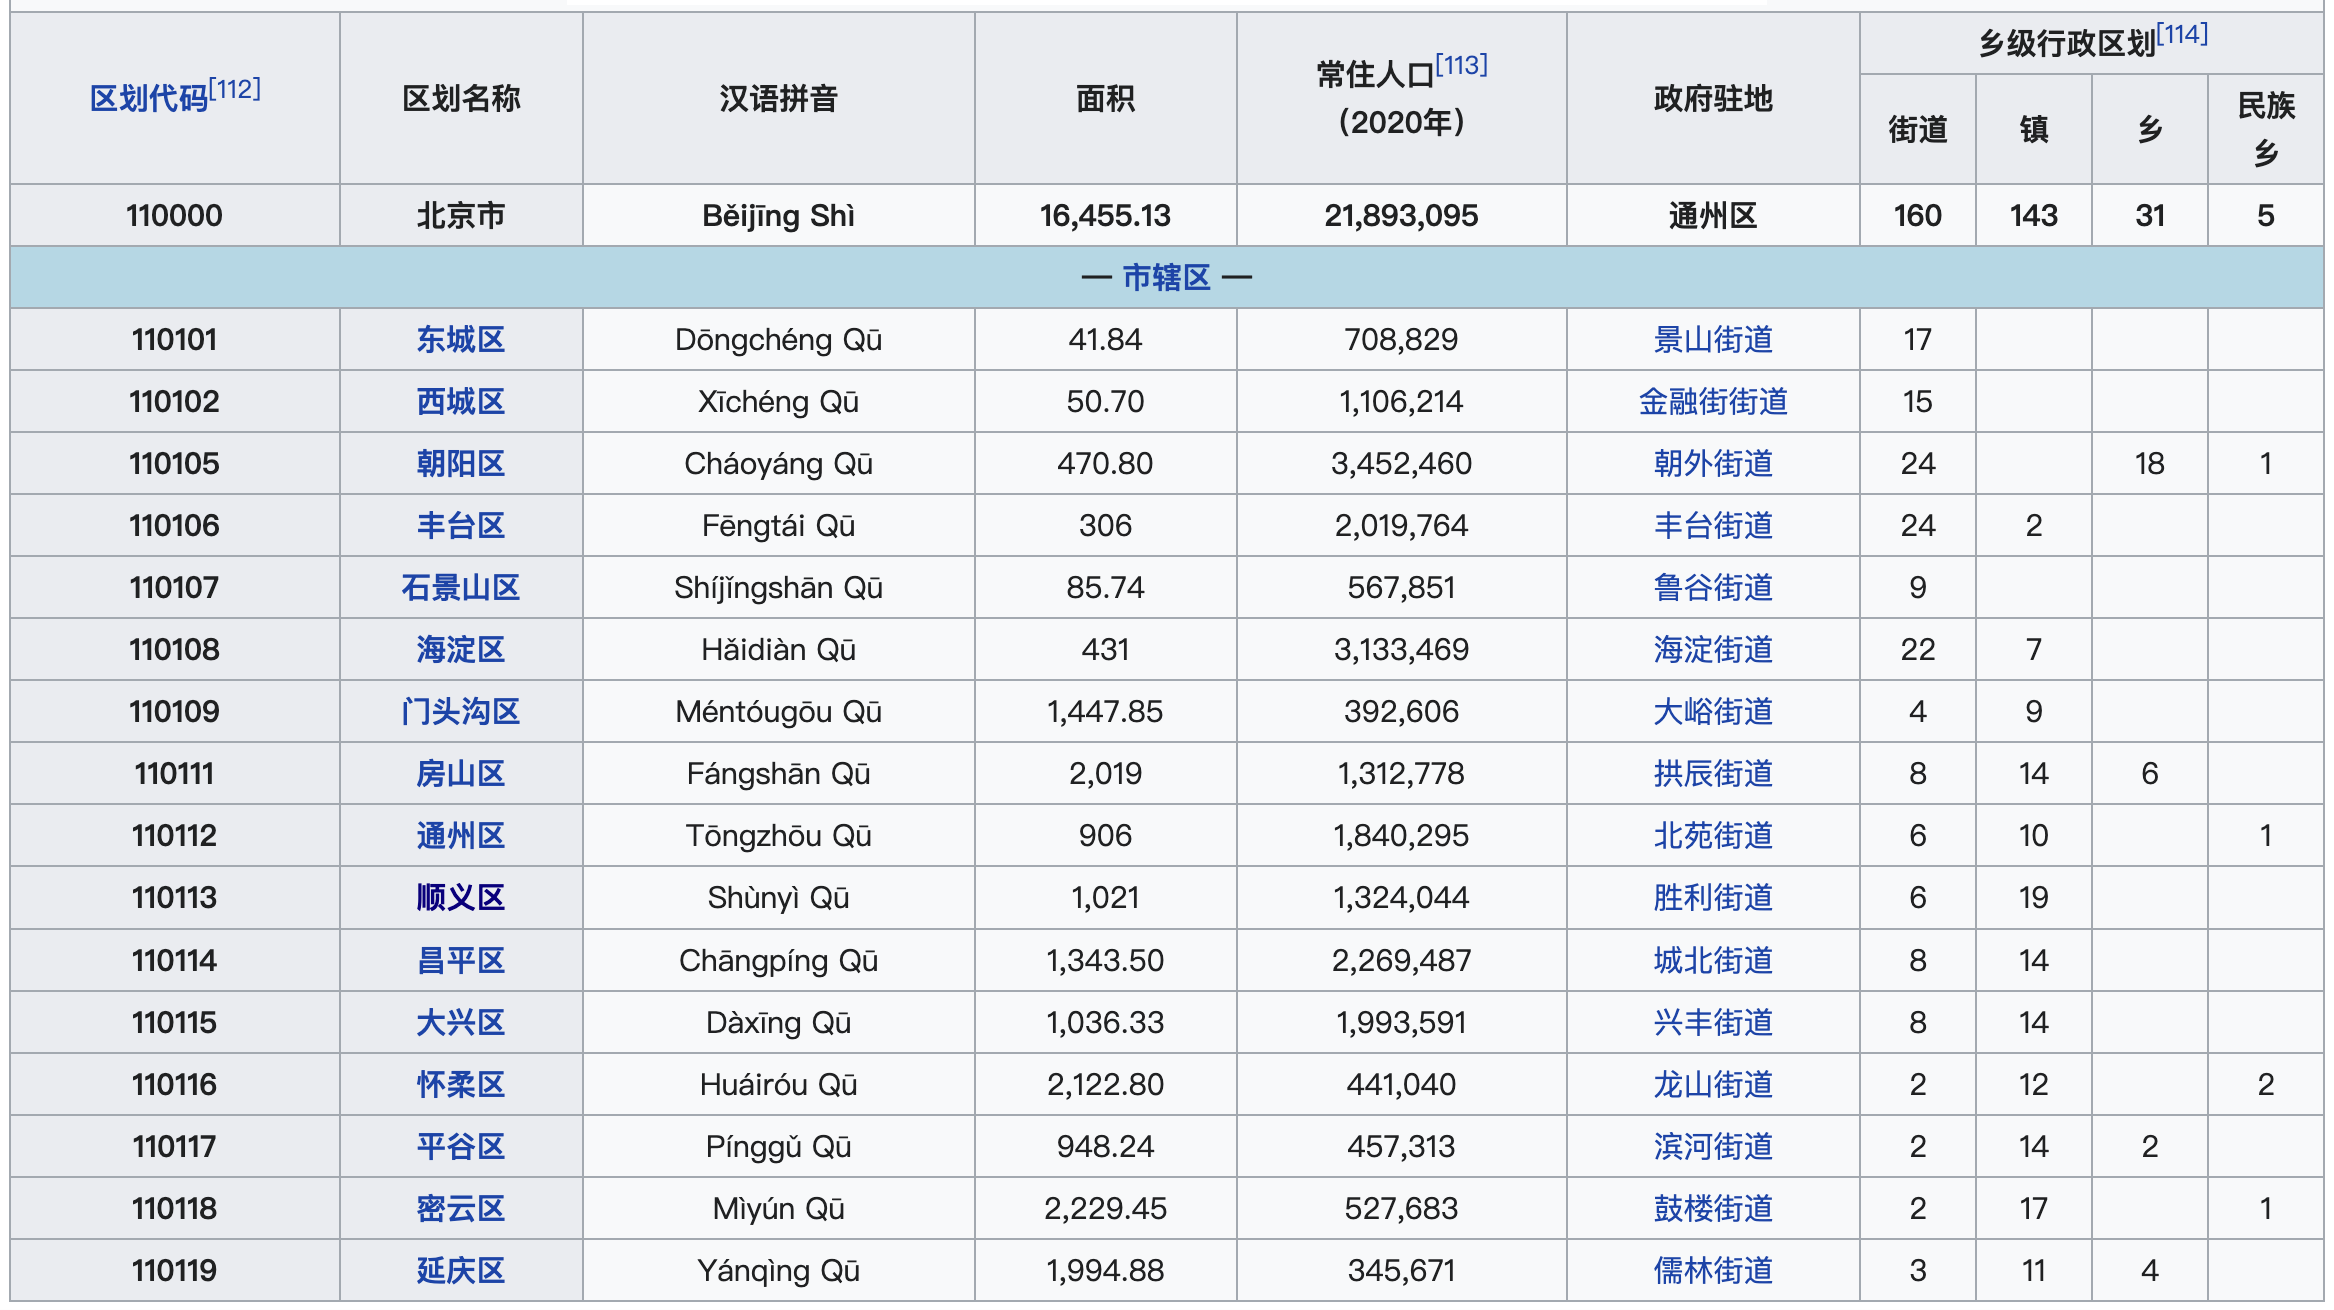 区划代码[112] 区划名称 汉语拼音 面积 常住人口[113]（2020年） 政府驻地 乡级行政区划[114]
街道 镇 乡 民族乡
110000 北京市 Běijīng Shì 16,455.13 21,893,095 通州区 160 143 31 5
— 市辖区 —
110101 东城区 Dōngchéng Qū 41.84 708,829 景山街道 17
110102 西城区 Xīchéng Qū 50.70 1,106,214 金融街街道 15
110105 朝阳区 Cháoyáng Qū 470.80 3,452,460 朝外街道 24 18 1
110106 丰台区 Fēngtái Qū 306 2,019,764 丰台街道 24 2
110107 石景山区 Shíjǐngshān Qū 85.74 567,851 鲁谷街道 9
110108 海淀区 Hǎidiàn Qū 431 3,133,469 海淀街道 22 7
110109 门头沟区 Méntóugōu Qū 1,447.85 392,606 大峪街道 4 9
110111 房山区 Fángshān Qū 2,019 1,312,778 拱辰街道 8 14 6
110112 通州区 Tōngzhōu Qū 906 1,840,295 北苑街道 6 10 1
110113 顺义区 Shùnyì Qū 1,021 1,324,044 胜利街道 6 19
110114 昌平区 Chāngpíng Qū 1,343.50 2,269,487 城北街道 8 14
110115 大兴区 Dàxīng Qū 1,036.33 1,993,591 兴丰街道 8 14
110116 怀柔区 Huáiróu Qū 2,122.80 441,040 龙山街道 2 12 2
110117 平谷区 Pínggǔ Qū 948.24 457,313 滨河街道 2 14 2
110118 密云区 Mìyún Qū 2,229.45 527,683 鼓楼街道 2 17 1
110119 延庆区 Yánqìng Qū 1,994.88 345,671 儒林街道 3 11 4